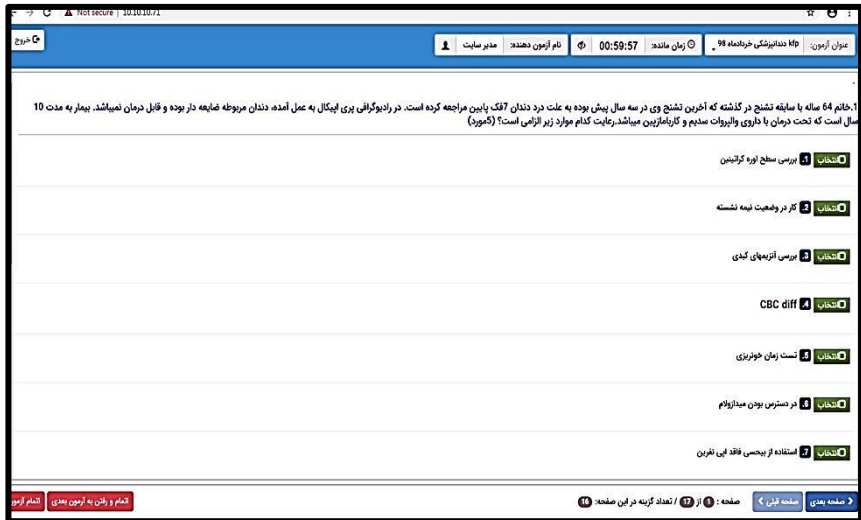 Not secure | 10.10.10.71
عنوان آزمون: kfp دندانپزشکی خردادماه 98 زمان مانده: 00:59:57 نام آزمون دهنده: مدیر سایت خروج
1.خانم 64 ساله با سابقه تشنج در گذشته که آخرین تشنج وی در سه سال پیش بوده به علت درد دندان 7فک پایین مراجعه کرده است. در رادیوگرافی پری اپیکال به عمل آمده، دندان مربوطه ضایعه دار بوده و قابل درمان نمیباشد. بیمار به مدت 10
سال است که تحت درمان با داروی والپروات سدیم و کاربامازپین میباشد.رعایت کدام موارد زیر الزامی است؟ (5مورد)
انتخاب 1. بررسی سطح اوره کراتینین
انتخاب 2. کار در وضعیت نیمه نشسته
انتخاب 3. بررسی آنزیمهای کبدی
انتخاب 4. CBC diff
انتخاب 5. تست زمان خونریزی
انتخاب 6. در دسترس بودن میدازولام
انتخاب 7. استفاده از بیحسی فاقد اپی نفرین
صفحه بعدی صفحه قبلی صفحه : 1 از 17 / تعداد گزینه در این صفحه: 16 اتمام و رفتن به آزمون بعدی اتمام آزمون